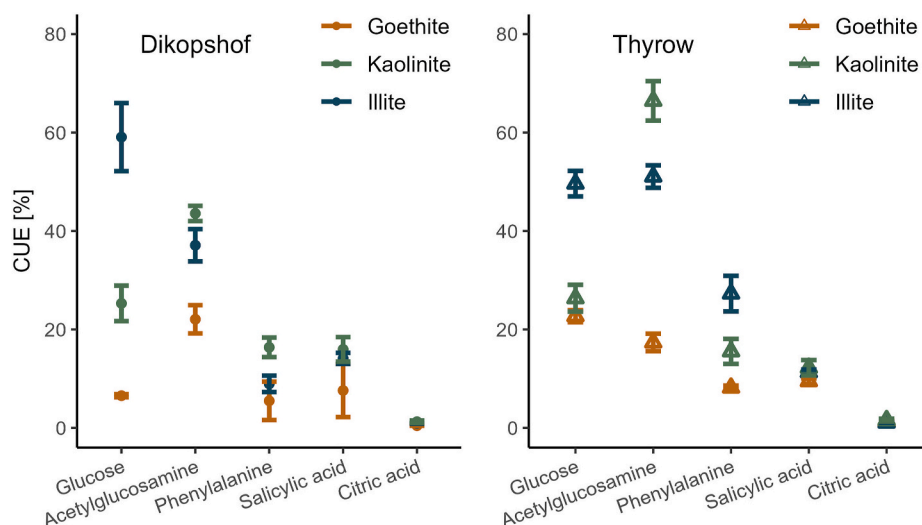 Dikopshof
Goethite
Kaolinite
Illite
CUE [%]
80
60
40
20
0
Glucose
Acetylglucosamine
Phenylalanine
Salicylic acid
Citric acid
Thyrow
Goethite
Kaolinite
Illite
80
60
40
20
0
Glucose
Acetylglucosamine
Phenylalanine
Salicylic acid
Citric acid